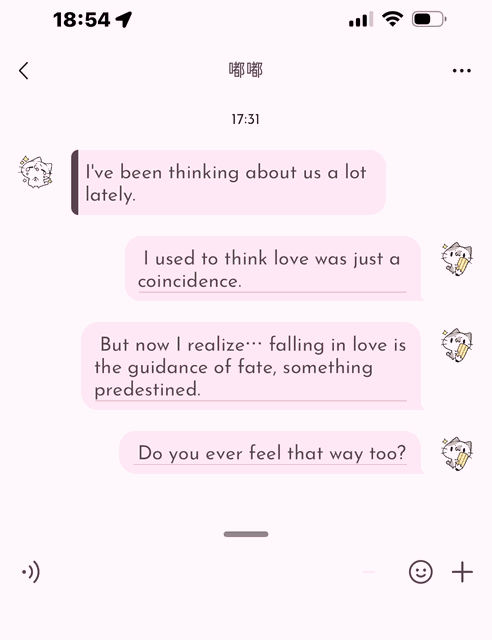 18:54
嘟嘟
17:31
I've been thinking about us a lot
lately.
I used to think love was just a
coincidence.
But now I realize··· falling in love is
the guidance of fate, something
predestined.
Do you ever feel that way too?